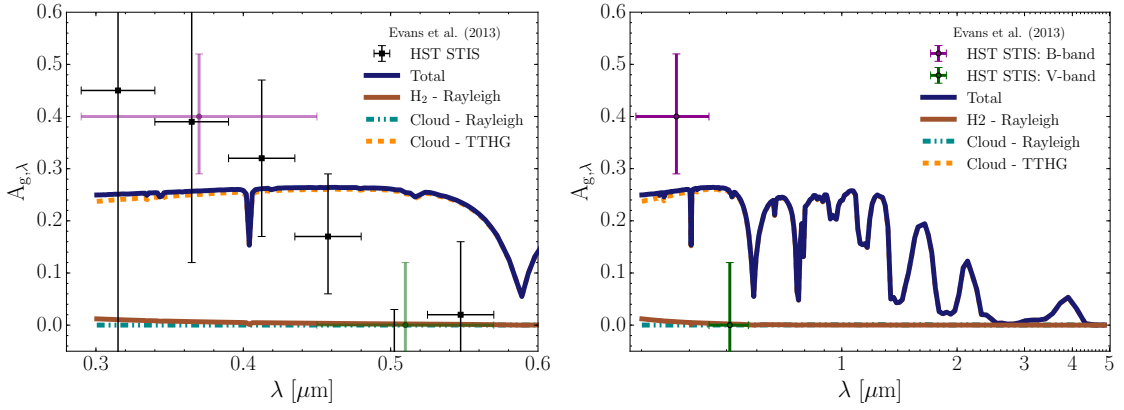 Evans et al. (2013)
HST STIS
Total
H₂ - Rayleigh
Cloud - Rayleigh
Cloud - TTHG
A_g,λ
0.6
0.5
0.4
0.3
0.2
0.1
0.0
0.3 0.4 0.5 0.6
λ [μm]
Evans et al. (2013)
HST STIS: B-band
HST STIS: V-band
Total
H2 - Rayleigh
Cloud - Rayleigh
Cloud - TTHG
A_g,λ
0.6
0.5
0.4
0.3
0.2
0.1
0.0
1 2 3 4 5
λ [μm]